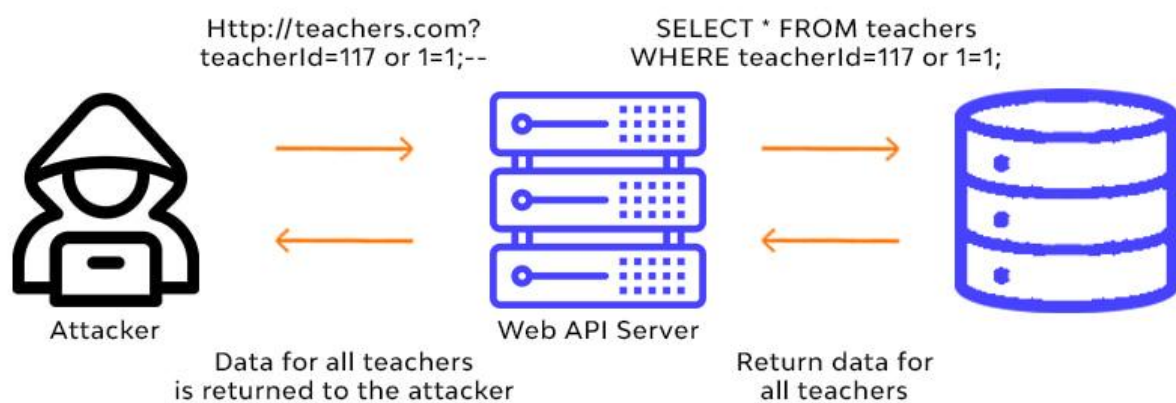 Http://teachers.com?
teacherId=117 or 1=1;--
SELECT * FROM teachers
WHERE teacherId=117 or 1=1;
Attacker
Web API Server
Data for all teachers
is returned to the attacker
Return data for
all teachers